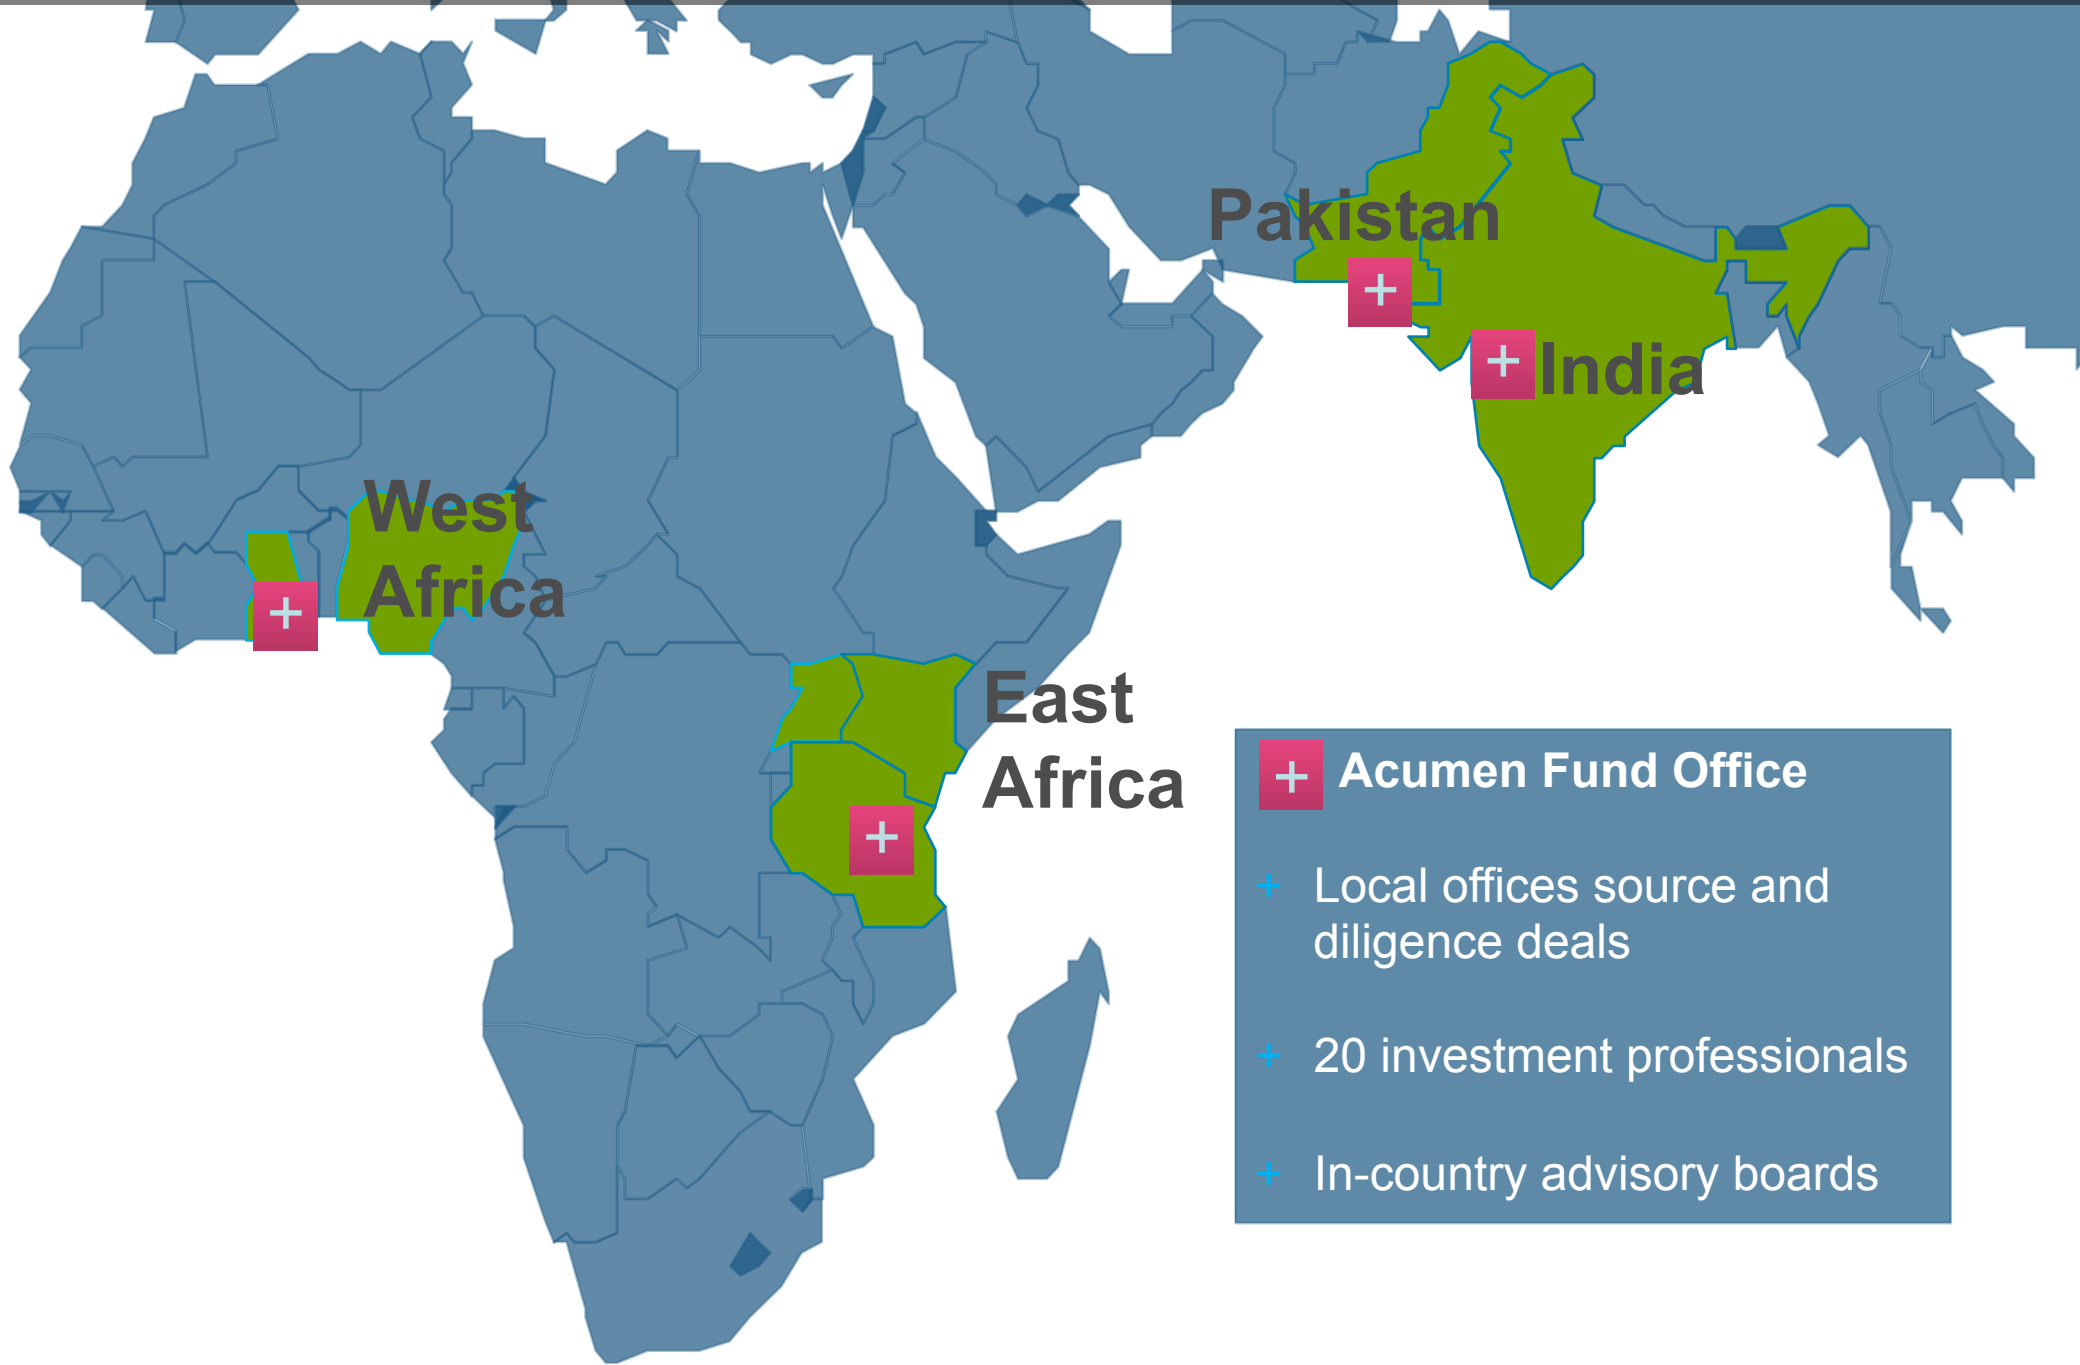 Pakistan
+
+
India
West
Africa
+
East
Africa
+
+ Acumen Fund Office
+ Local offices source and
diligence deals
+ 20 investment professionals
+ In-country advisory boards